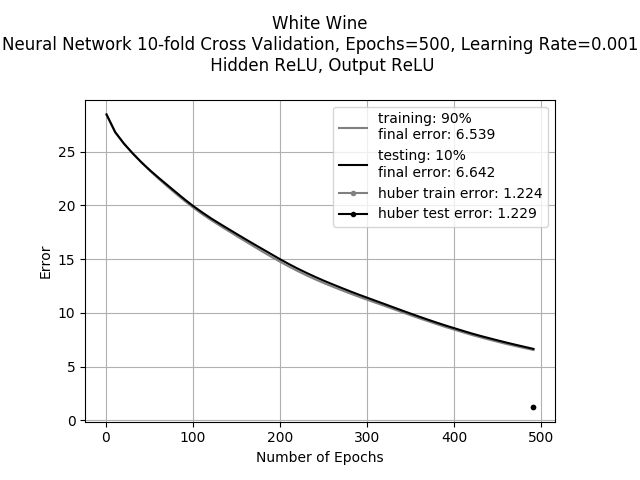 White Wine
Neural Network 10-fold Cross Validation, Epochs=500, Learning Rate=0.001
Hidden ReLU, Output ReLU
training: 90%
final error: 6.539
testing: 10%
final error: 6.642
huber train error: 1.224
huber test error: 1.229
25
20
15
10
5
0
Error
0 100 200 300 400 500
Number of Epochs